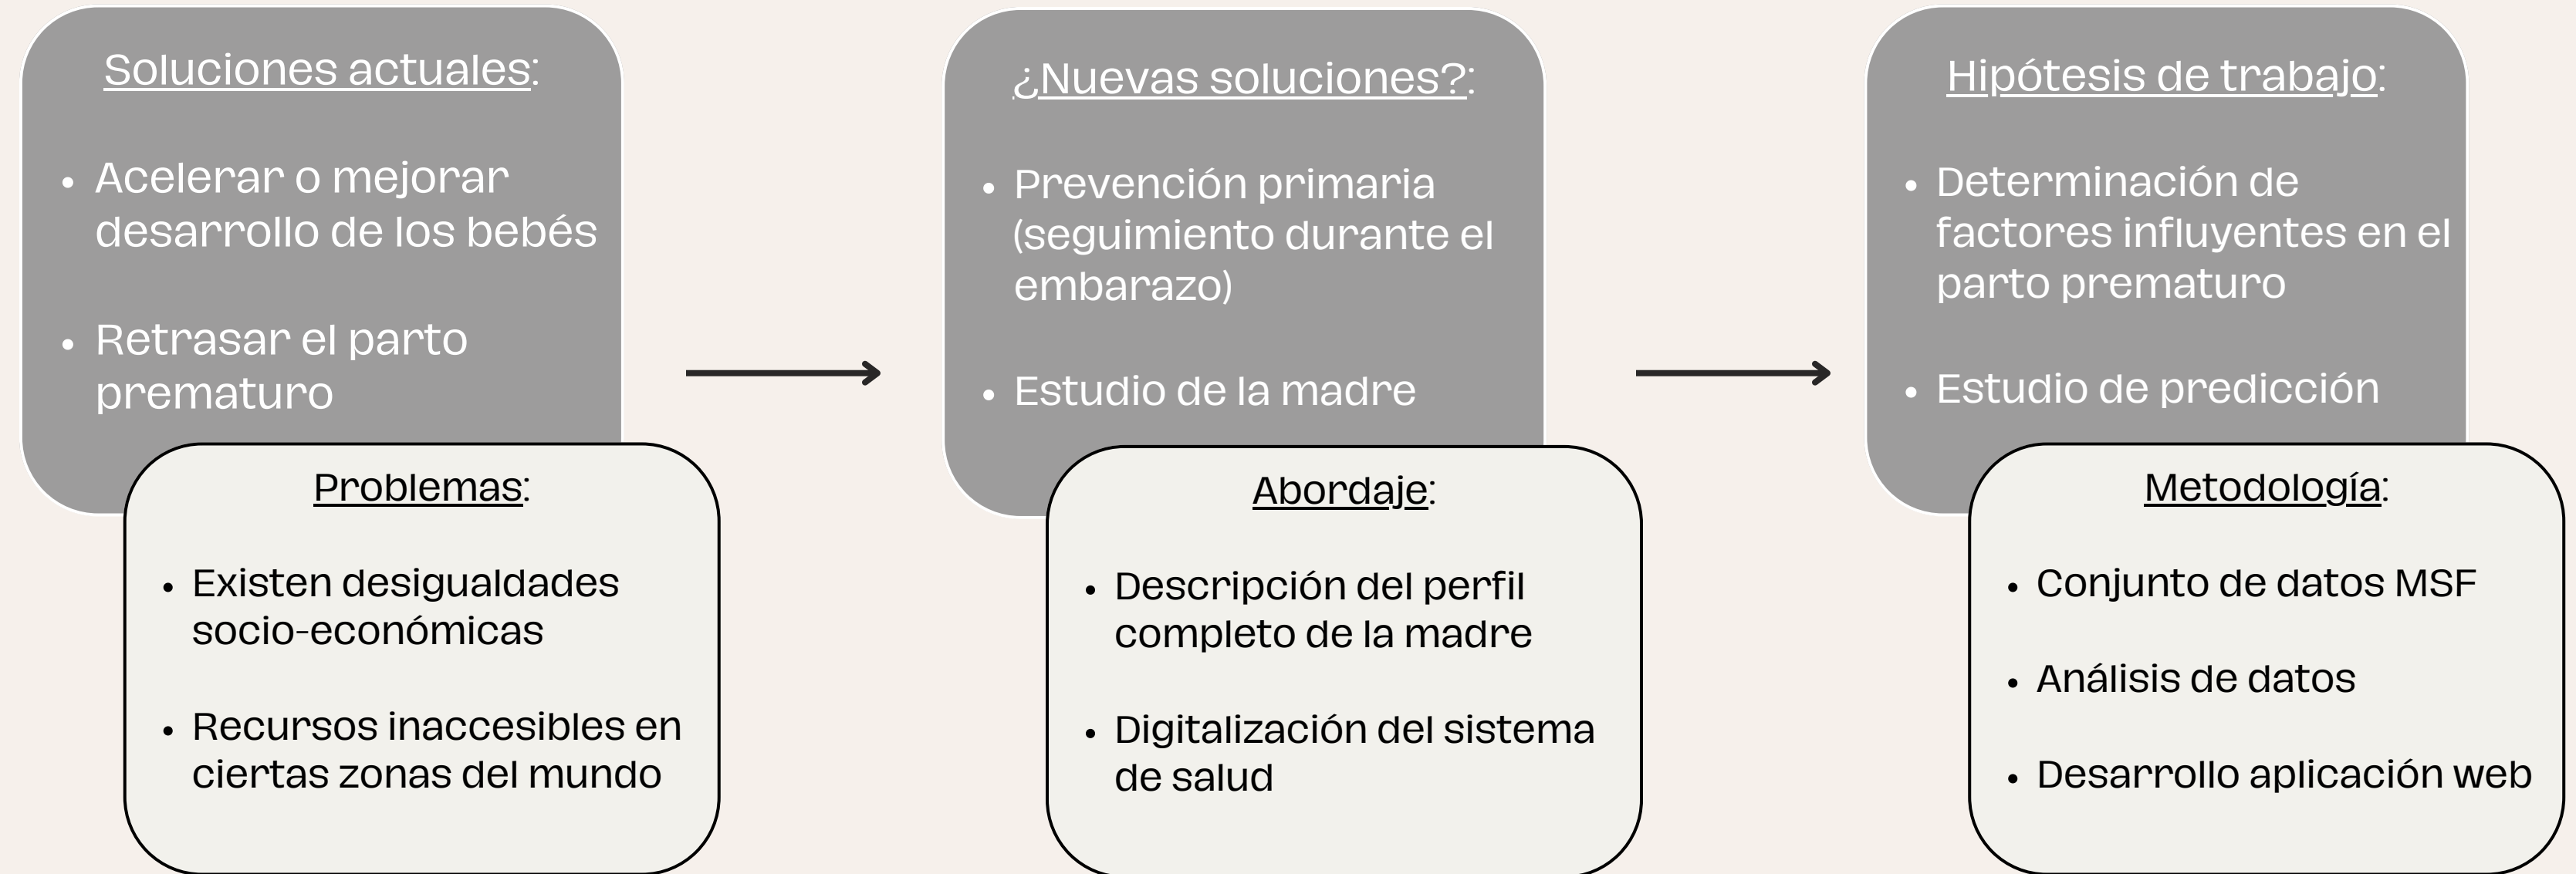 Soluciones actuales:
• Acelerar o mejorar
desarrollo de los bebés
• Retrasar el parto
prematuro
Problemas:
• Existen desigualdades
socio-económicas
• Recursos inaccesibles en
ciertas zonas del mundo
¿Nuevas soluciones?:
• Prevención primaria
(seguimiento durante el
embarazo)
• Estudio de la madre
Abordaje:
• Descripción del perfil
completo de la madre
• Digitalización del sistema
de salud
Hipótesis de trabajo:
• Determinación de
factores influyentes en el
parto prematuro
• Estudio de predicción
Metodología:
• Conjunto de datos MSF
• Análisis de datos
• Desarrollo aplicación web